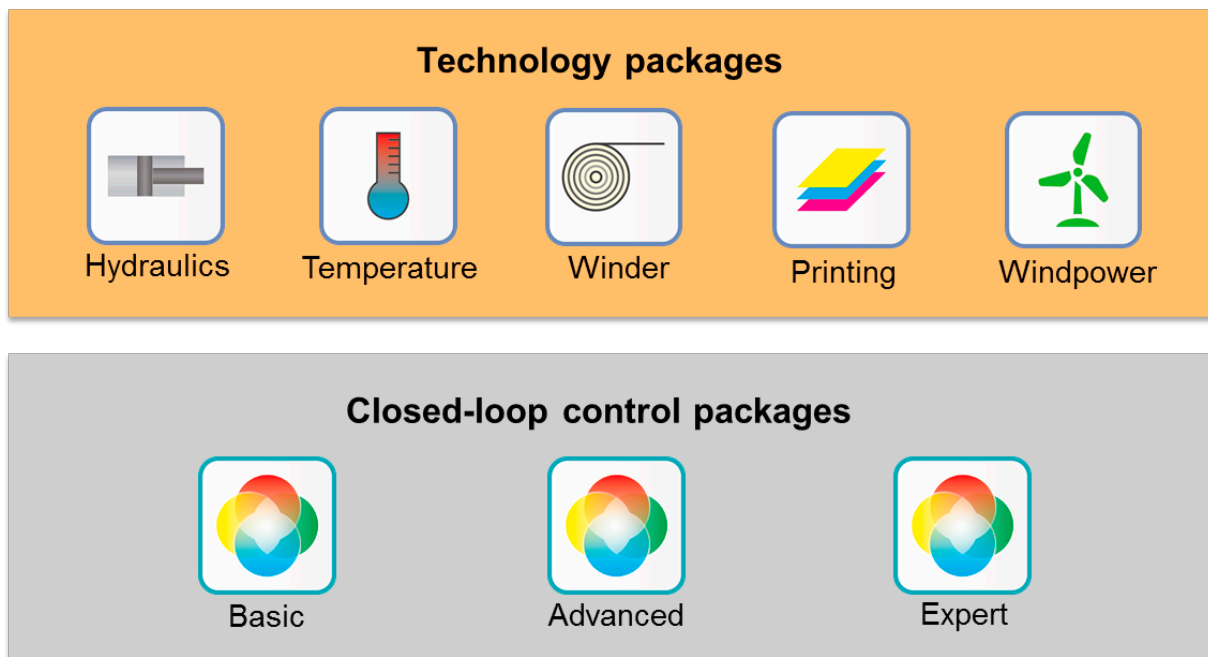 Technology packages
Hydraulics
Temperature
Winder
Printing
Windpower
Closed-loop control packages
Basic
Advanced
Expert